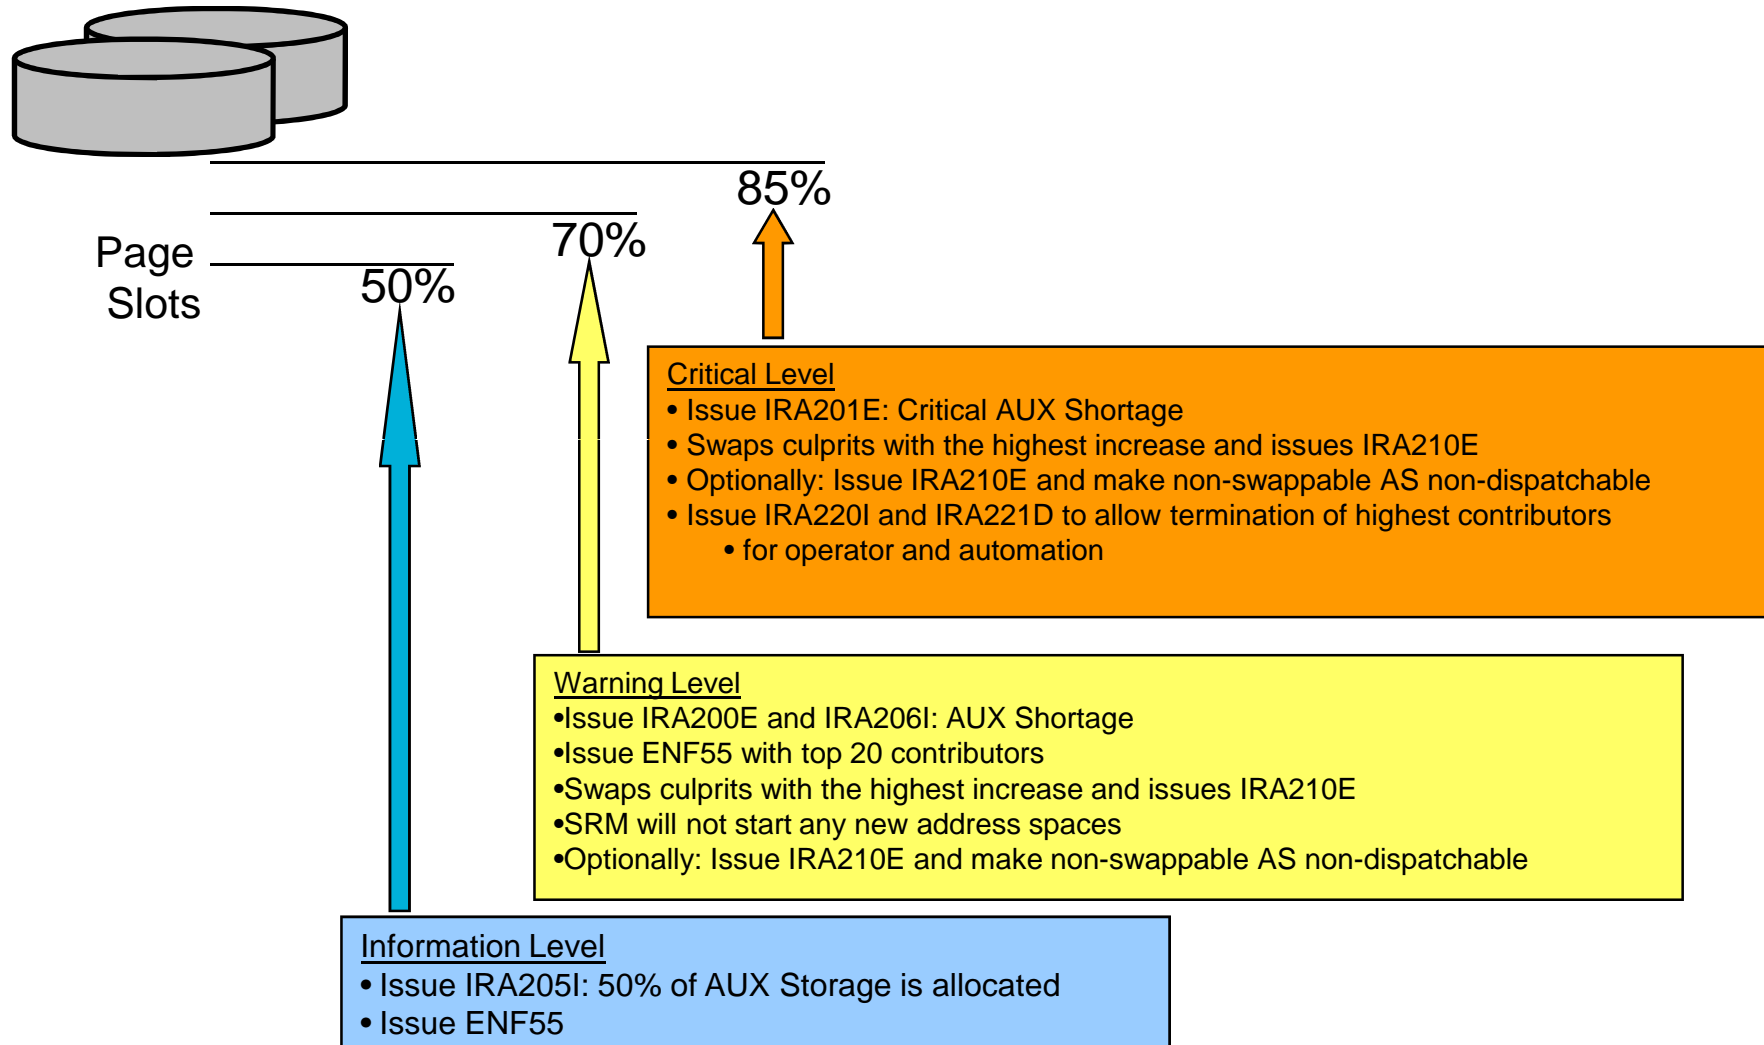 85%
70%
50%
Page
Slots
Critical Level
• Issue IRA201E: Critical AUX Shortage
• Swaps culprits with the highest increase and issues IRA210E
• Optionally: Issue IRA210E and make non-swappable AS non-dispatchable
• Issue IRA220I and IRA221D to allow termination of highest contributors
• for operator and automation
Warning Level
•Issue IRA200E and IRA206I: AUX Shortage
•Issue ENF55 with top 20 contributors
•Swaps culprits with the highest increase and issues IRA210E
•SRM will not start any new address spaces
•Optionally: Issue IRA210E and make non-swappable AS non-dispatchable
Information Level
• Issue IRA205I: 50% of AUX Storage is allocated
• Issue ENF55